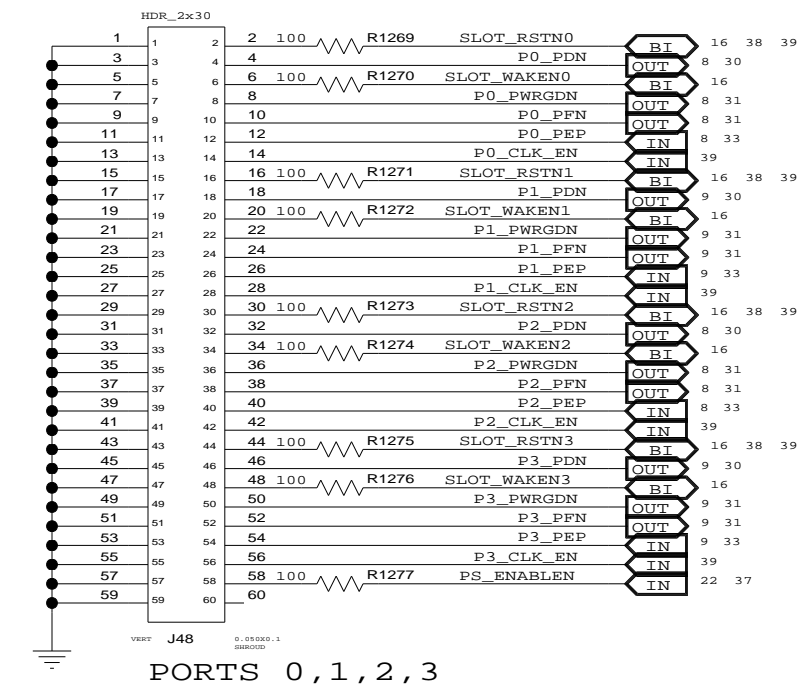 HDR_2x30
1 1 2 2 100 R1269 SLOT_RSTN0 BI 16 38 39
3 3 4 4 P0_PDN OUT 8 30
5 5 6 6 100 R1270 SLOT_WAKEN0 BI 16
7 7 8 8 P0_PWRGDN OUT 8 31
9 9 10 10 P0_PFN OUT 8 31
11 11 12 12 P0_PEP IN 8 33
13 13 14 14 P0_CLK_EN IN 39
15 15 16 16 100 R1271 SLOT_RSTN1 BI 16 38 39
17 17 18 18 P1_PDN OUT 9 30
19 19 20 20 100 R1272 SLOT_WAKEN1 BI 16
21 21 22 22 P1_PWRGDN OUT 9 31
23 23 24 24 P1_PFN OUT 9 31
25 25 26 26 P1_PEP IN 9 33
27 27 28 28 P1_CLK_EN IN 39
29 29 30 30 100 R1273 SLOT_RSTN2 BI 16 38 39
31 31 32 32 P2_PDN OUT 8 30
33 33 34 34 100 R1274 SLOT_WAKEN2 BI 16
35 35 36 36 P2_PWRGDN OUT 8 31
37 37 38 38 P2_PFN OUT 8 31
39 39 40 40 P2_PEP IN 8 33
41 41 42 42 P2_CLK_EN IN 39
43 43 44 44 100 R1275 SLOT_RSTN3 BI 16 38 39
45 45 46 46 P3_PDN OUT 9 30
47 47 48 48 100 R1276 SLOT_WAKEN3 BI 16
49 49 50 50 P3_PWRGDN OUT 9 31
51 51 52 52 P3_PFN OUT 9 31
53 53 54 54 P3_PEP IN 9 33
55 55 56 56 P3_CLK_EN IN 39
57 57 58 58 100 R1277 PS_ENABLEN IN 22 37
59 59 60 60
VERT J48 0.050X0.1
SHROUD
PORTS 0,1,2,3